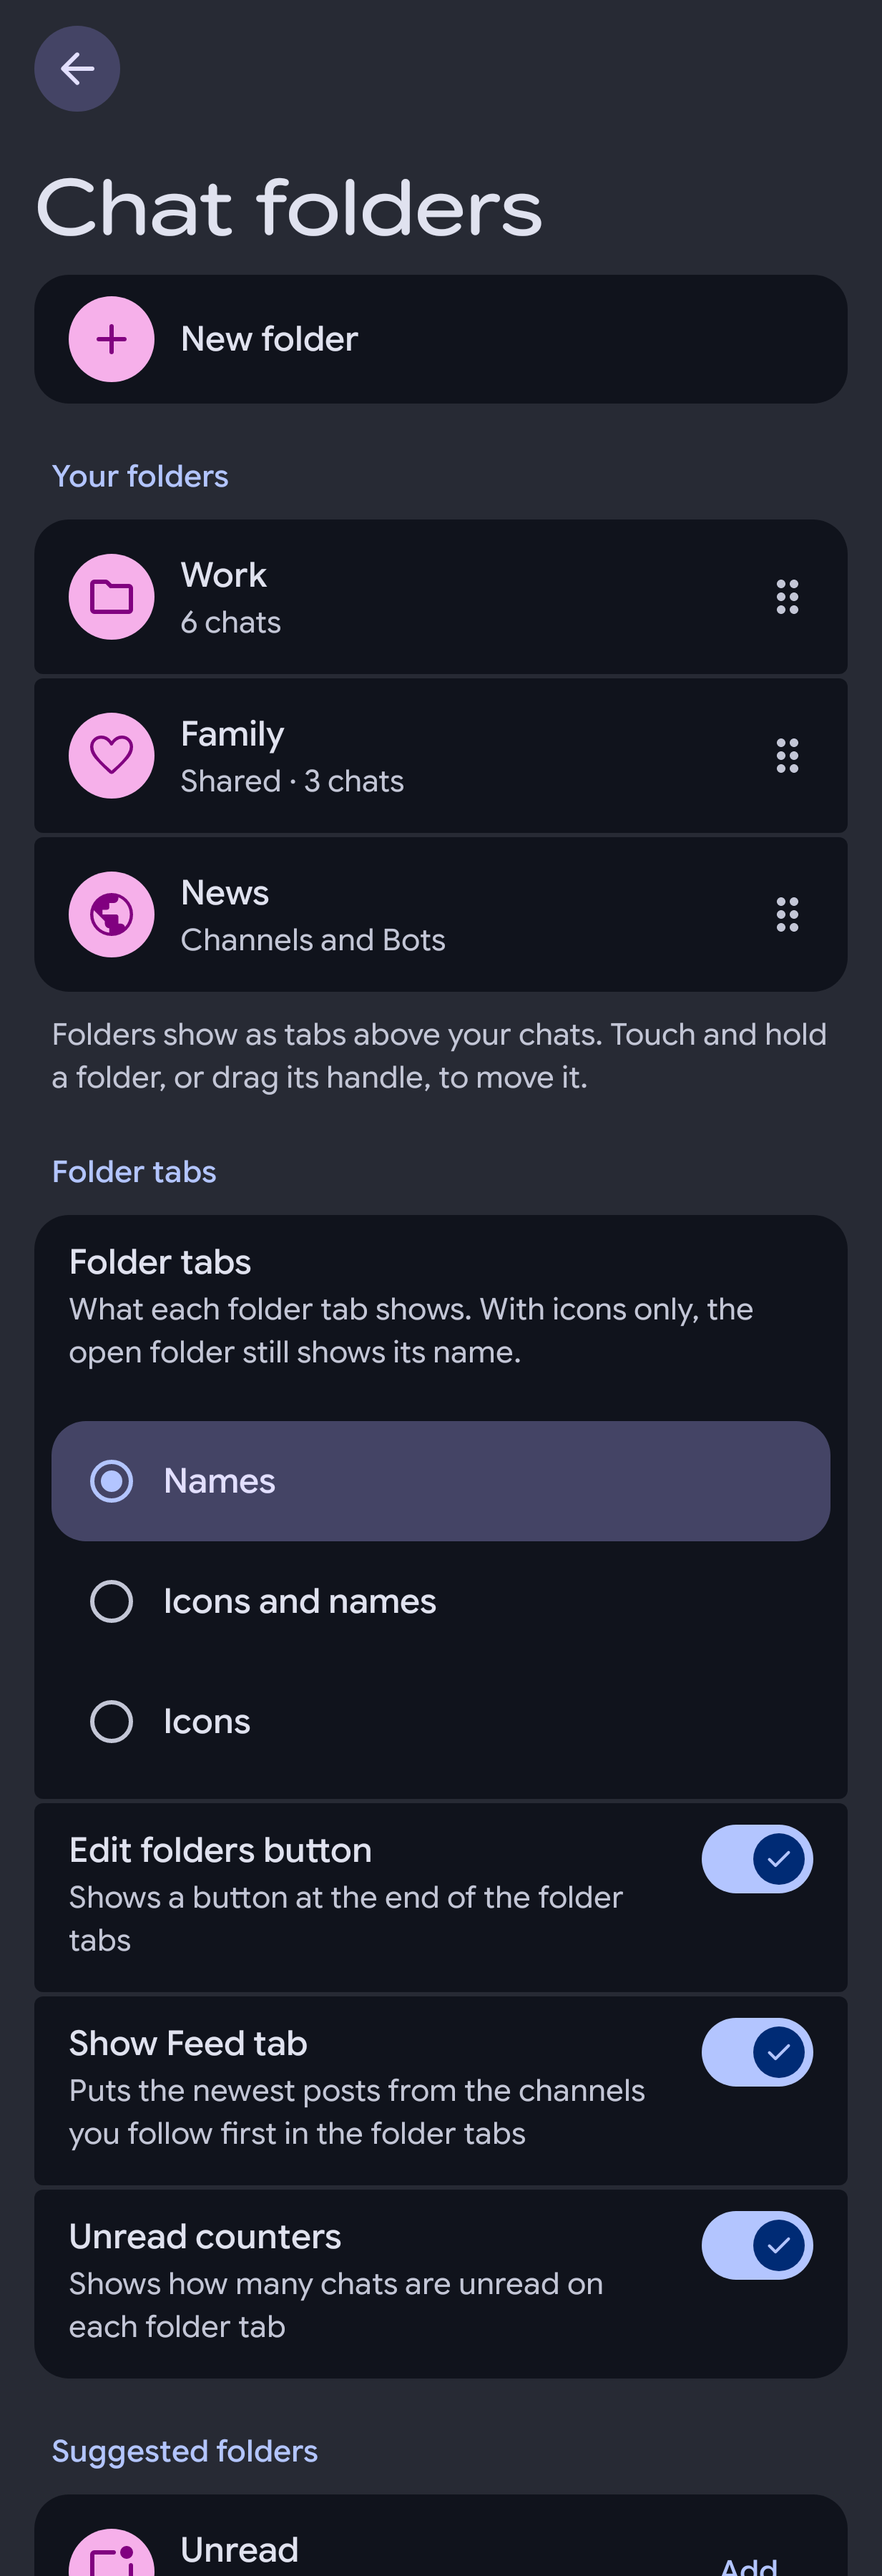 Chat folders
New folder
Your folders
Work
6 chats
Family
Shared · 3 chats
News
Channels and Bots
Folders show as tabs above your chats. Touch and hold
a folder, or drag its handle, to move it.
Folder tabs
Folder tabs
What each folder tab shows. With icons only, the
open folder still shows its name.
Names
Icons and names
Icons
Edit folders button
Shows a button at the end of the folder
tabs
Show Feed tab
Puts the newest posts from the channels
you follow first in the folder tabs
Unread counters
Shows how many chats are unread on
each folder tab
Suggested folders
Unread
Add